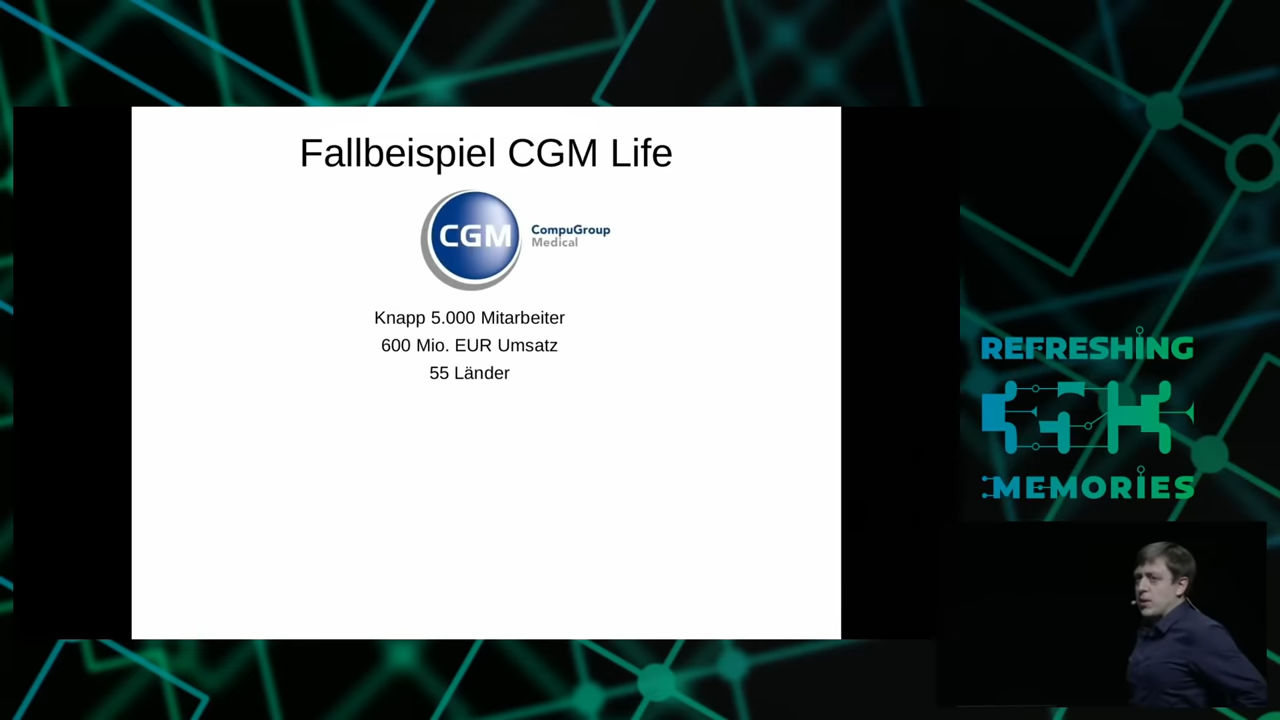 Fallbeispiel CGM Life
CGM
CompuGroup
Medical
Knapp 5.000 Mitarbeiter
600 Mio. EUR Umsatz
55 Länder
REFRESHING
MEMORIES